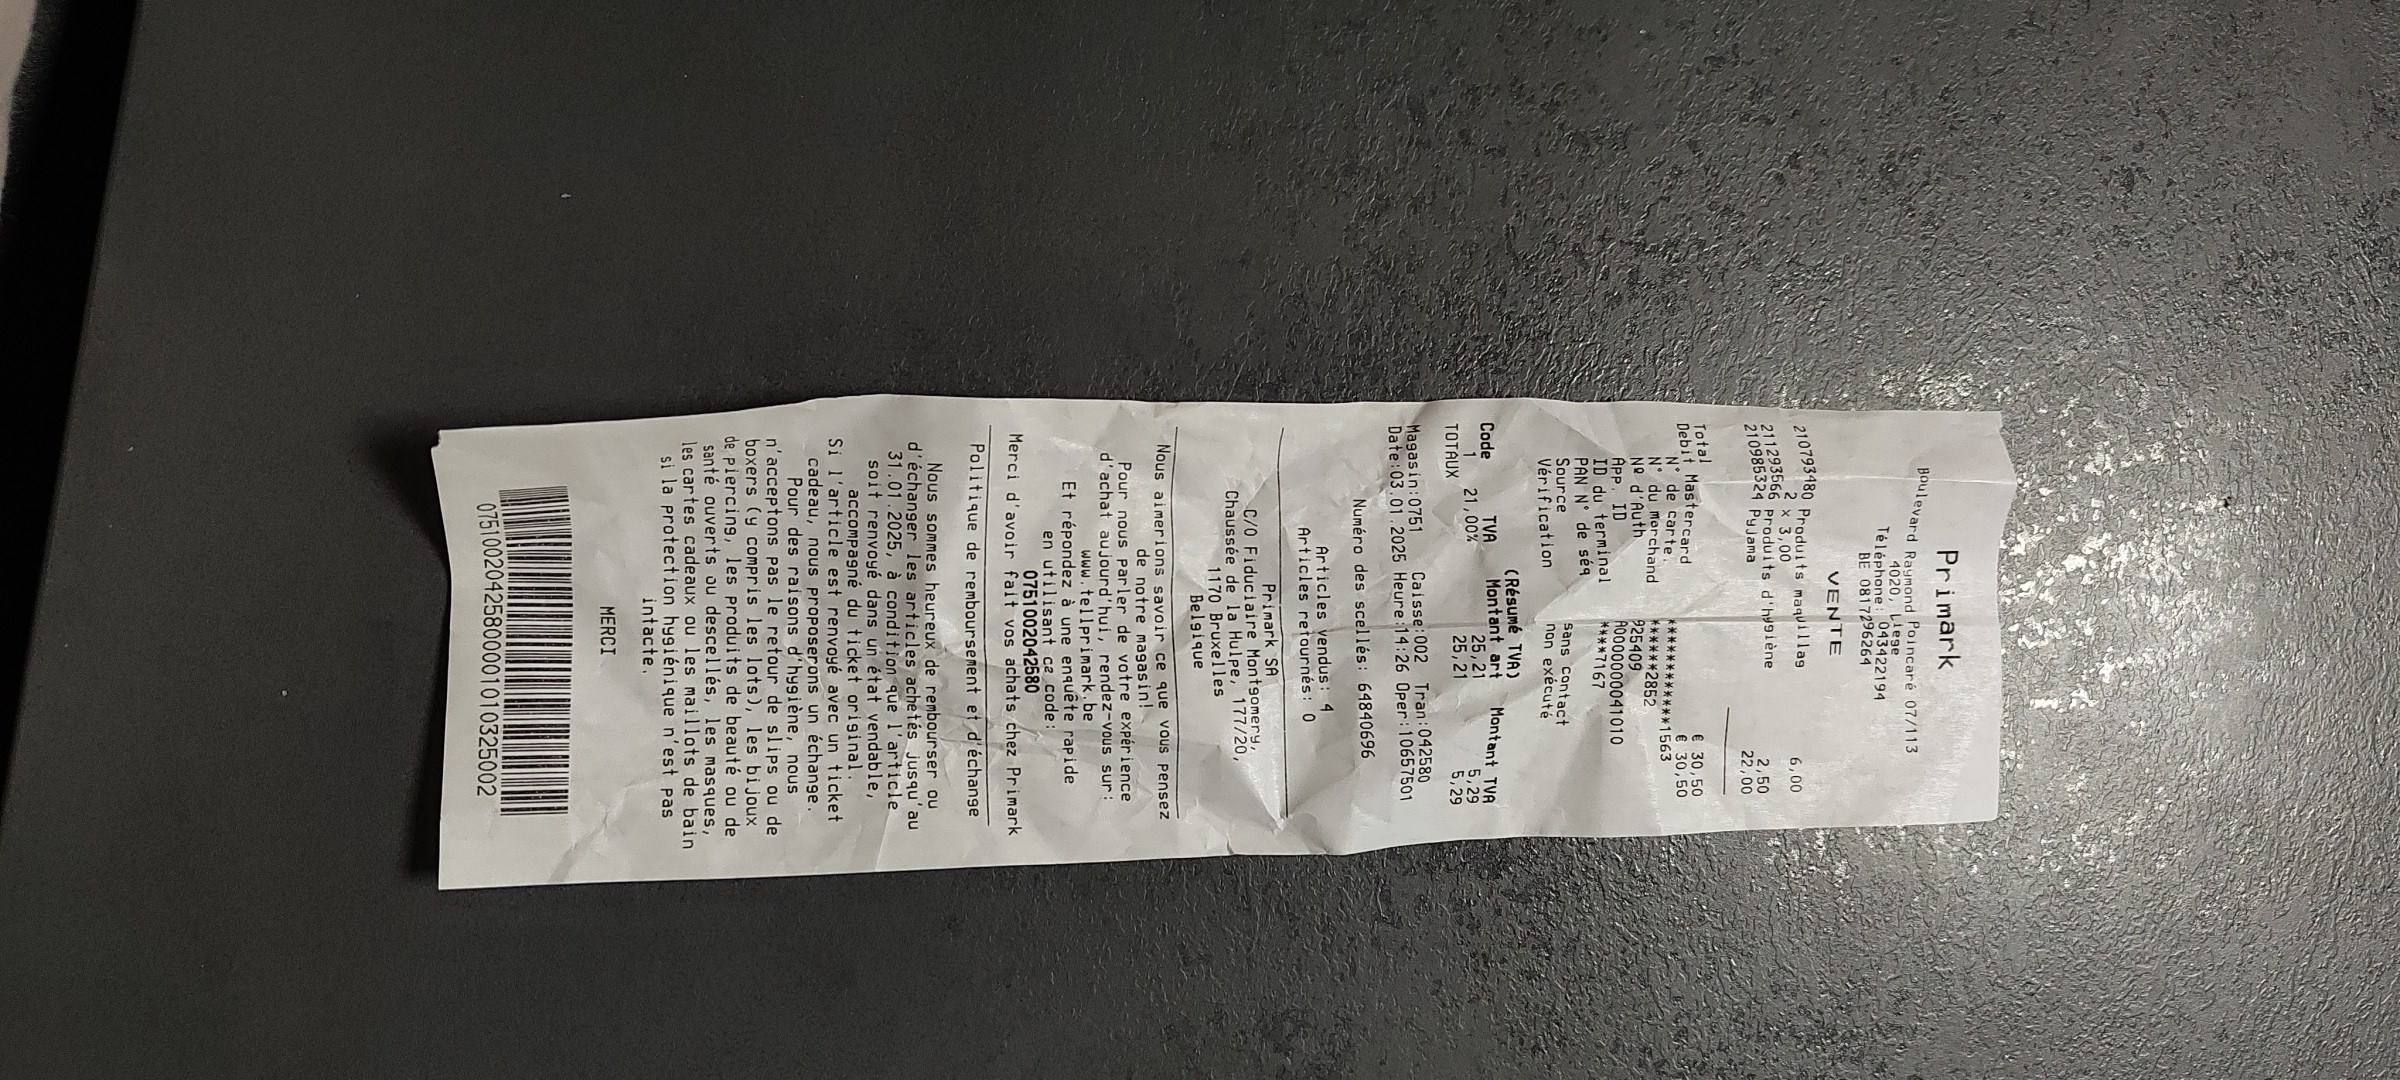 Primark
Boulevard Raymond Poincaré 07/113
4020, Liege
Téléphone: 043422194
BE 0817296264
VENTE
210793480 Produits maquillag 6,00
2 x 3,00
211293566 Produits d'hygiène 2,50
210985324 Pyjama 22,00
Total € 30,50
Debit Mastercard € 30,50
N° de carte: ************1563
N° du marchand ******2852
Nº d'Auth 925409
App. ID A0000000041010
ID du terminal ****7167
PAN N° de séq
Source sans contact
Vérification non exécuté
(Résumé TVA)
Code TVA Montant art Montant TVA
1 21,00% 25,21 5,29
TOTAUX 25,21 5,29
Magasin:0751 Caisse:002 Tran:042580
Date:03.01.2025 Heure:14:26 Oper:10657501
Numéro des scellés: 64840696
Articles vendus: 4
Articles retournés: 0
Primark SA
C/O Fiduciaire Montgomery,
Chaussée de la Hulpe, 177/20,
1170 Bruxelles
Belgique
Nous aimerions savoir ce que vous pensez
de notre magasin!
Pour nous parler de votre expérience
d'achat aujourd'hui, rendez-vous sur:
www.tellprimark.be
Et répondez à une enquête rapide
en utilisant ce code:
0751002042580
Merci d'avoir fait vos achats chez Primark
Politique de remboursement et d'échange
Nous sommes heureux de rembourser ou
d'échanger les articles achetés jusqu'au
31.01.2025, à condition que l'article
soit renvoyé dans un état vendable,
accompagné du ticket original.
Si l'article est renvoyé avec un ticket
cadeau, nous proposerons un échange.
Pour des raisons d'hygiène, nous
n'acceptons pas le retour de slips ou de
boxers (y compris les lots), les bijoux
de piercing, les produits de beauté ou de
santé ouverts ou descellés, les masques,
les cartes cadeaux ou les maillots de bain
si la protection hygiénique n'est pas
intacte.
MERCI
07510020425800001010325002